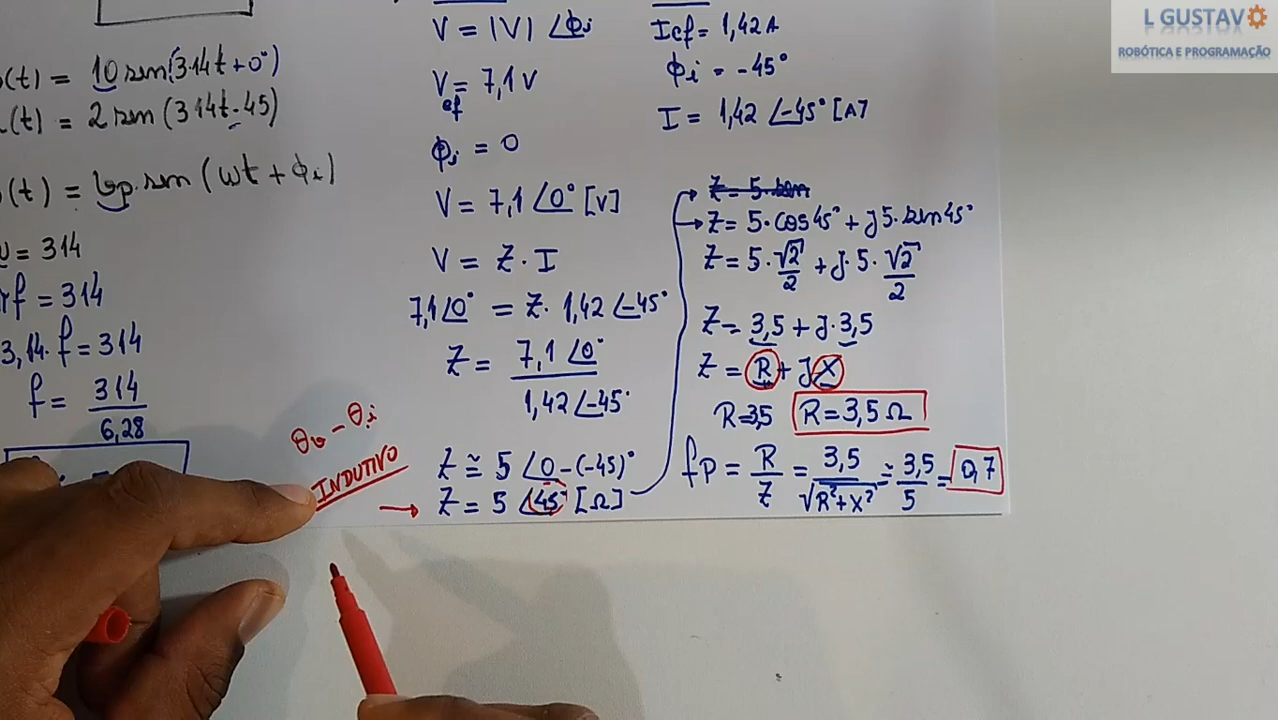 (t) = 10 sen(314t+0°)
(t) = 2 sen (314t-45)
(t) = Vp.sen (wt + ϕi)
w = 314
f = 314
3,14. f = 314
f = 314
6,28
V = |V| ∠ϕi
Vef = 7,1 V
ϕi = 0
V = 7,1 ∠0° [V]
V = Z . I
7,1 ∠0° = Z. 1,42 ∠-45°
Z = 7,1 ∠0°
1,42 ∠-45°
Z ≅ 5 ∠0-(-45)°
Z = 5 ∠45° [Ω]
θv - θi
INDUTIVO
Ief = 1,42 A
ϕi = -45°
I = 1,42 ∠-45° [A]
Z = 5.sen
Z = 5.cos45° + j5.sen45°
Z = 5.√2/2 + j.5.√2/2
Z = 3,5 + j.3,5
Z = R + jX
R=3,5 R=3,5Ω
fp = R/Z = 3,5/√R²+X² ≅ 3,5/5 = 0,7
L GUSTAVO
ROBÓTICA E PROGRAMAÇÃO